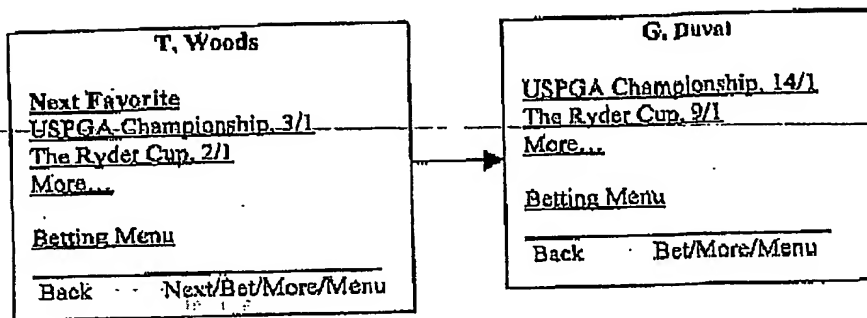 T. Woods
Next Favorite
USPGA Championship, 3/1
The Ryder Cup, 2/1
More...
Betting Menu
Back Next/Bet/More/Menu
G. Duval
USPGA Championship, 14/1
The Ryder Cup, 9/1
More...
Betting Menu
Back Bet/More/Menu